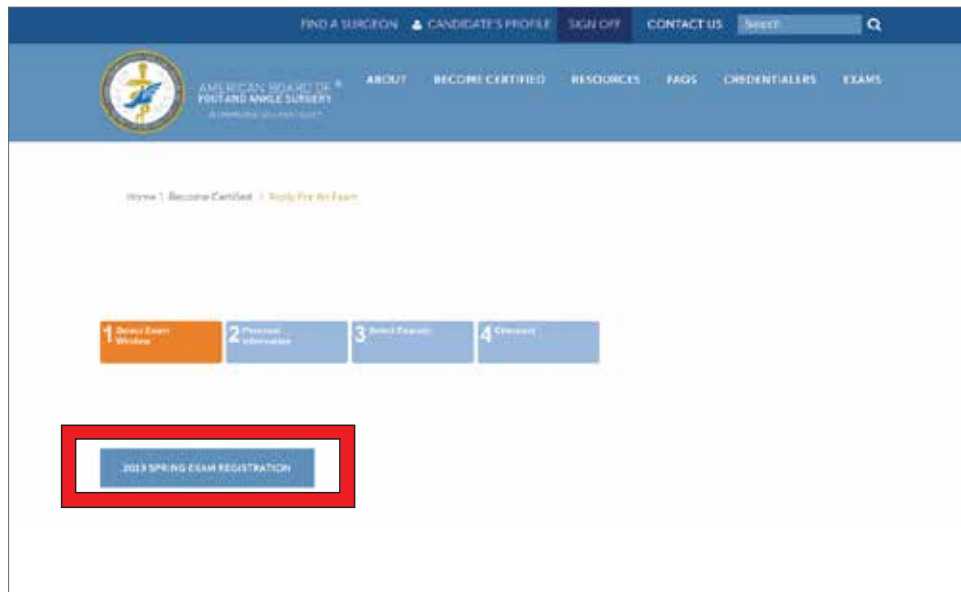 FIND A SURGEON CANDIDATE'S PROFILE SIGN OFF CONTACT US Search
AMERICAN BOARD OF ®
FOOT AND ANKLE SURGERY
ABOUT BECOME CERTIFIED RESOURCES FAQS CREDENTIALERS EXAMS
Home \ Become Certified \ Apply For An Exam
1 Select Exam Window
2 Personal Information
3 Select Exam(s)
4 Checkout
2019 SPRING EXAM REGISTRATION